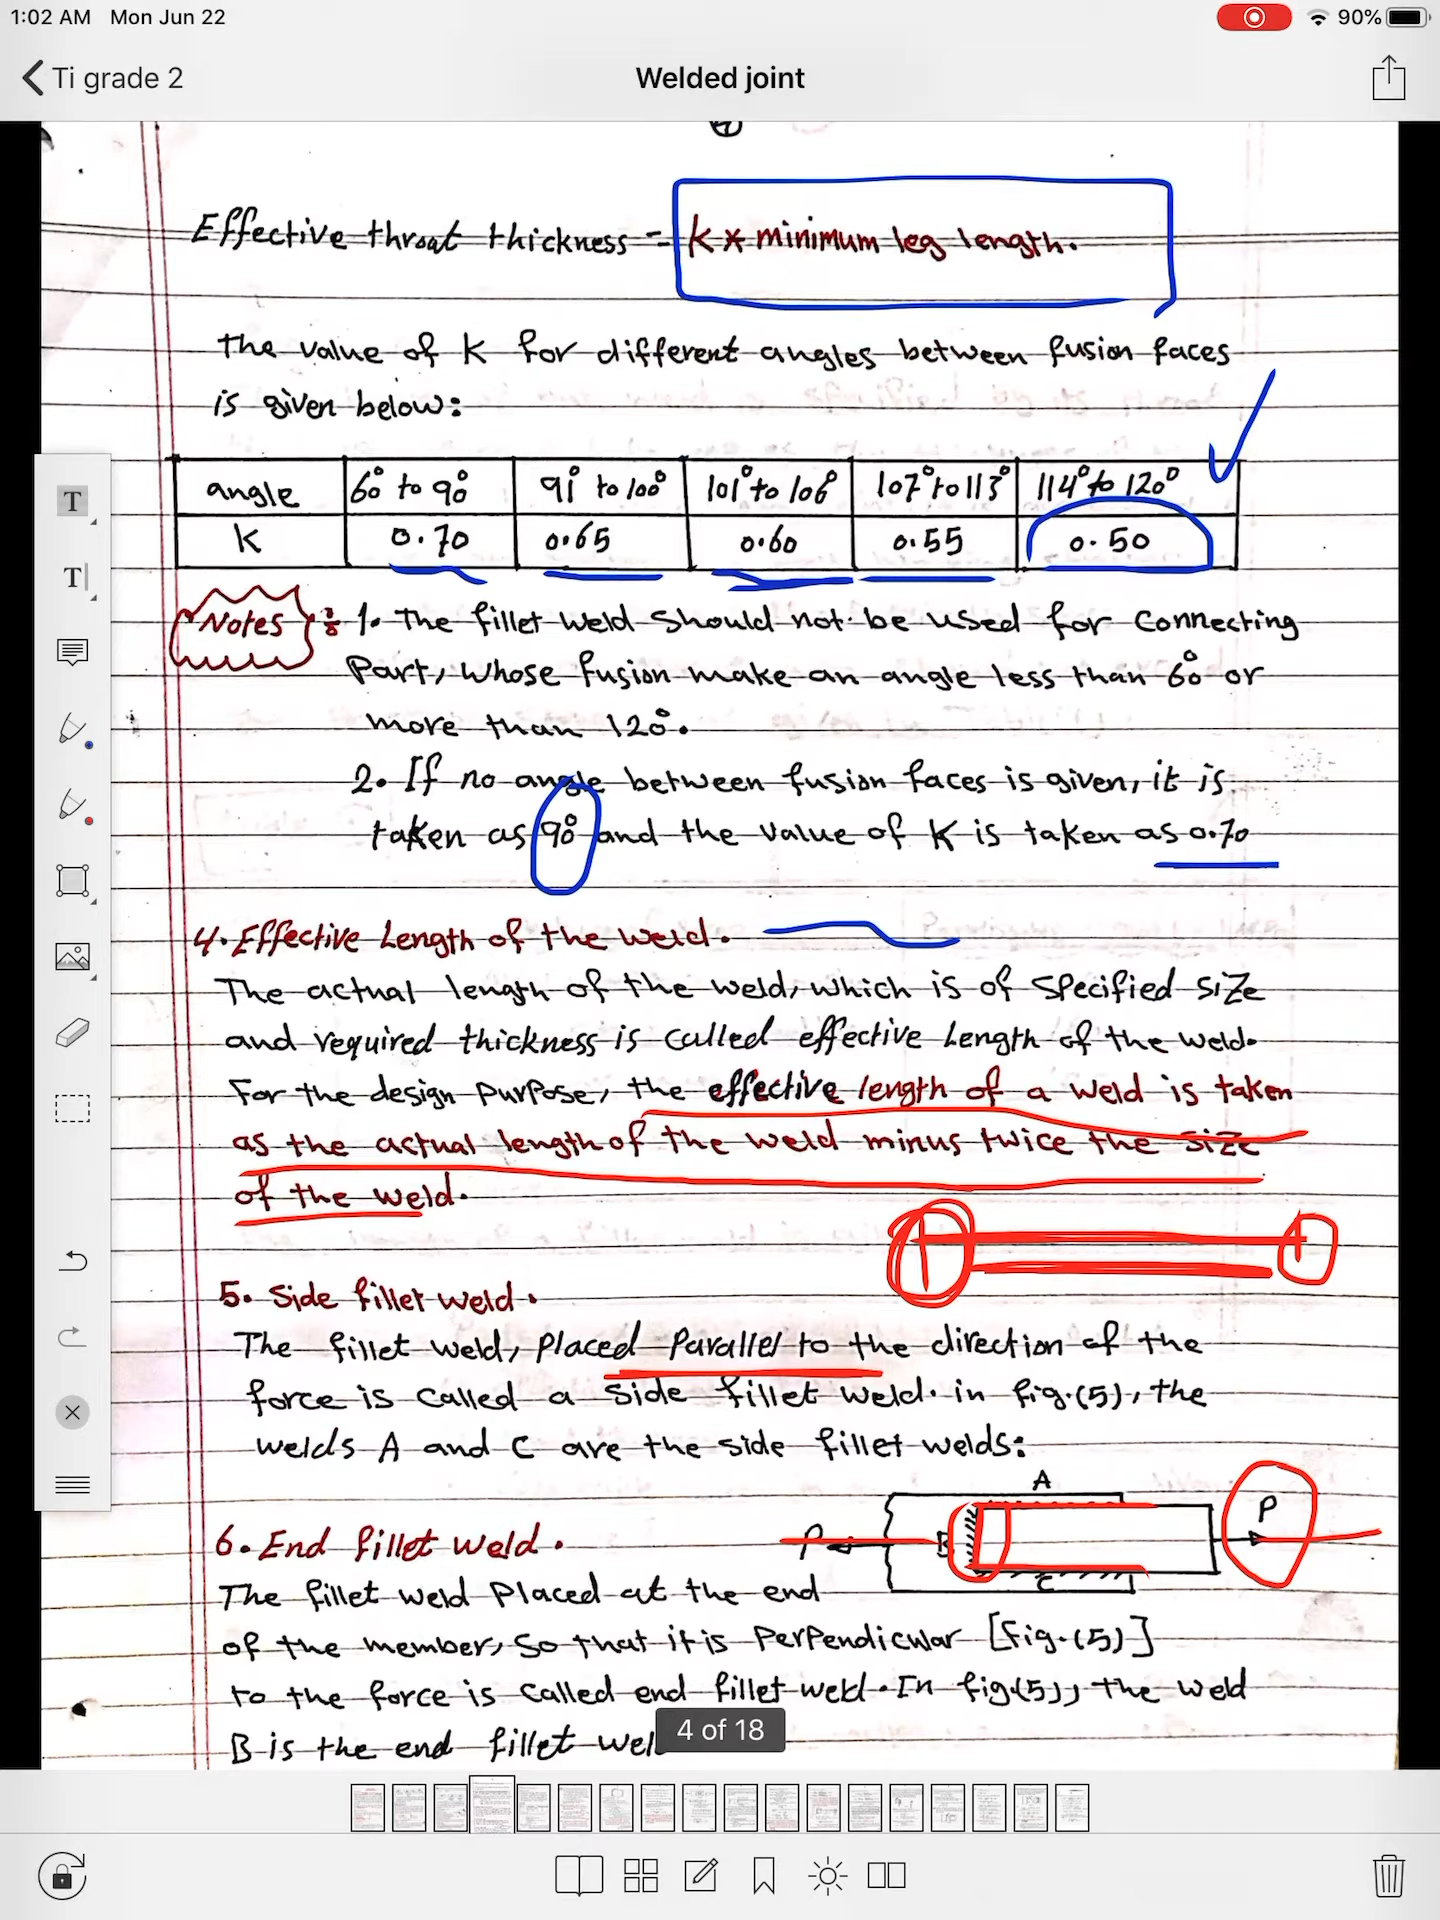 1:02 AM Mon Jun 22
90%
Ti grade 2
Welded joint
Effective throat thickness = k * minimum leg length.
the value of k for different angles between fusion faces
is given below:
angle 60° to 90° 91° to 100° 101° to 106° 107° to 113° 114° to 120°
k 0.70 0.65 0.60 0.55 0.50
Notes : 1. The fillet weld should not be used for connecting
Part, whose fusion make an angle less than 60° or
more than 120°.
2. If no angle between fusion faces is given, it is
taken as 90° and the value of k is taken as 0.70
4. Effective Length of the weld.
The actual length of the weld, which is of specified size
and required thickness is called effective Length of the weld.
For the design purpose, the effective length of a weld is taken
as the actual length of the weld minus twice the size
of the weld.
5. Side fillet weld.
The fillet weld, placed parallel to the direction of the
force is called a side fillet weld. in fig.(5), the
welds A and C are the side fillet welds:
A
P
P
B
C
6. End fillet weld.
The fillet weld placed at the end
of the member, so that it is perpendicular [fig.(5)]
to the force is called end fillet weld. In fig(5), the weld
B is the end fillet wel
4 of 18
T
T